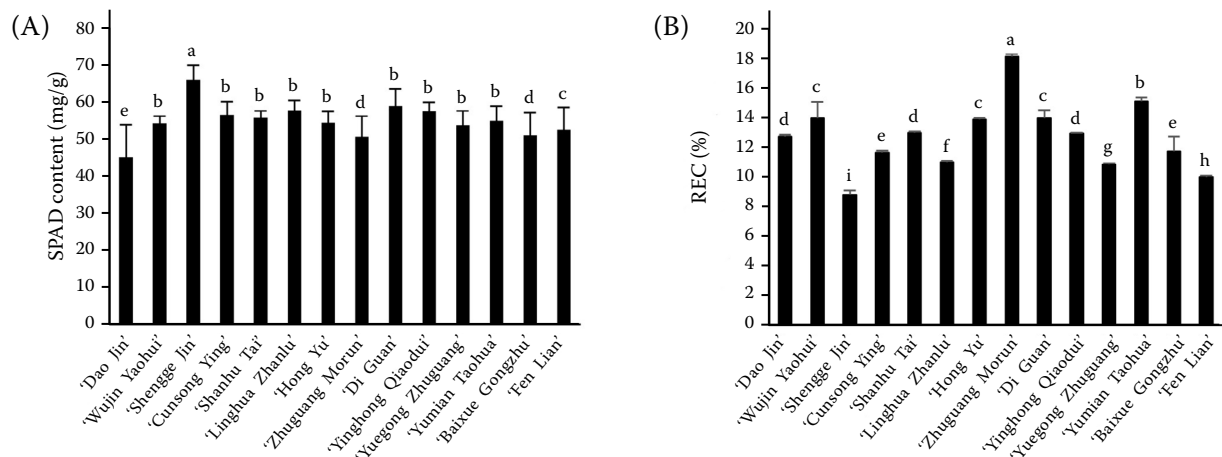 (A)
SPAD content (mg/g)
80
70
60
50
40
30
20
10
0
e
b
a
b
b
b
b
d
b
b
b
b
d
c
‘Dao Jin’
‘Wujin Yaohui’
‘Shengge Jin’
‘Cunsong Ying’
‘Shanhu Tai’
‘Linghua Zhanlu’
‘Hong Yu’
‘Zhuguang Morun’
‘Di Guan’
‘Yinghong Qiaodui’
‘Yuegong Zhuguang’
‘Yumian Taohua’
‘Baixue Gongzhu’
‘Fen Lian’
(B)
REC (%)
20
18
16
14
12
10
8
6
4
2
0
d
c
i
e
d
f
c
a
c
d
g
b
e
h
‘Dao Jin’
‘Wujin Yaohui’
‘Shengge Jin’
‘Cunsong Ying’
‘Shanhu Tai’
‘Linghua Zhanlu’
‘Hong Yu’
‘Zhuguang Morun’
‘Di Guan’
‘Yinghong Qiaodui’
‘Yuegong Zhuguang’
‘Yumian Taohua’
‘Baixue Gongzhu’
‘Fen Lian’